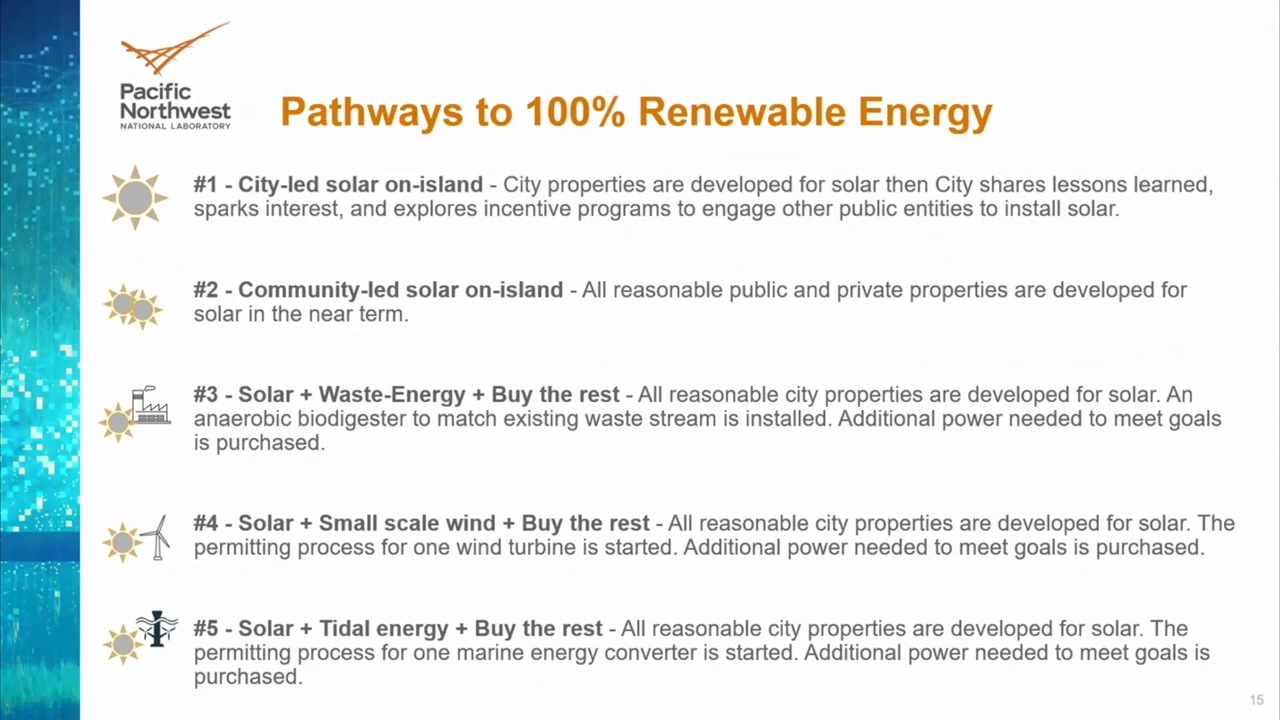 Pacific
Northwest
NATIONAL LABORATORY
Pathways to 100% Renewable Energy
#1 - City-led solar on-island - City properties are developed for solar then City shares lessons learned,
sparks interest, and explores incentive programs to engage other public entities to install solar.
#2 - Community-led solar on-island - All reasonable public and private properties are developed for
solar in the near term.
#3 - Solar + Waste-Energy + Buy the rest - All reasonable city properties are developed for solar. An
anaerobic biodigester to match existing waste stream is installed. Additional power needed to meet goals
is purchased.
#4 - Solar + Small scale wind + Buy the rest - All reasonable city properties are developed for solar. The
permitting process for one wind turbine is started. Additional power needed to meet goals is purchased.
#5 - Solar + Tidal energy + Buy the rest - All reasonable city properties are developed for solar. The
permitting process for one marine energy converter is started. Additional power needed to meet goals is
purchased.
15